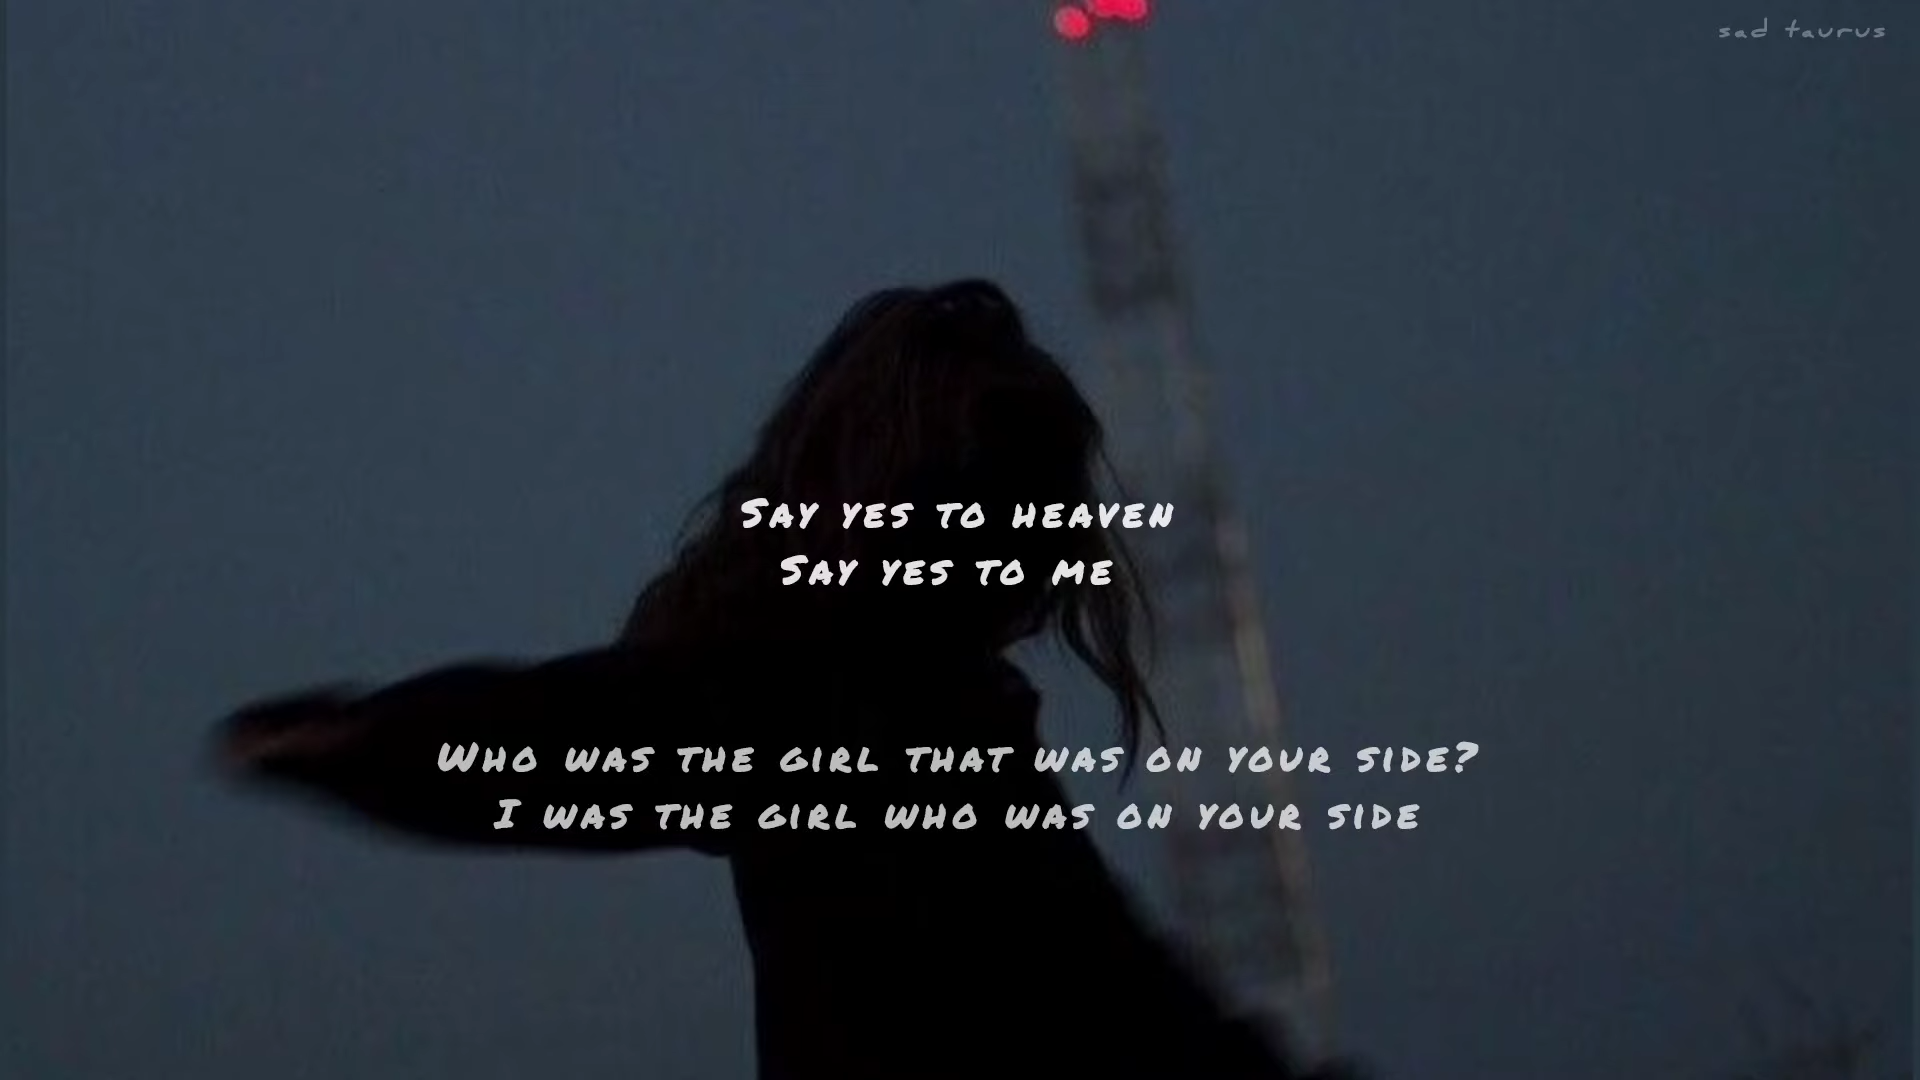 sad taurus
Say yes to heaven
Say yes to me
Who was the girl that was on your side?
I was the girl who was on your side